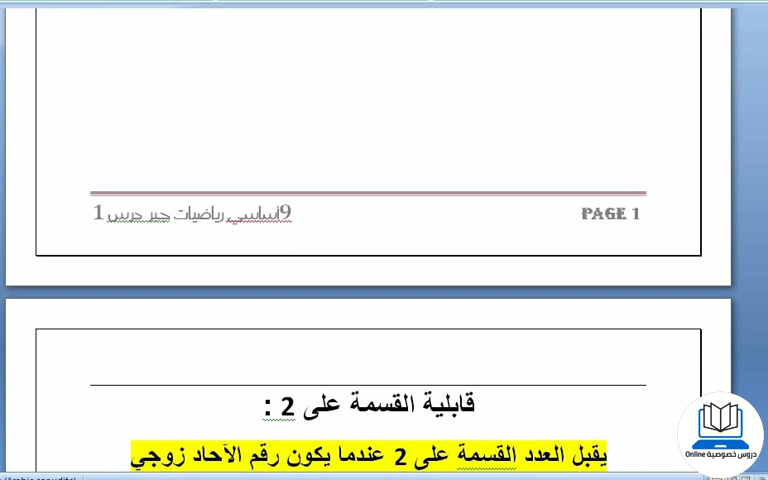 9أساسي رياضيات جبر درس 1
PAGE 1
قابلية القسمة على 2 :
يقبل العدد القسمة على 2 عندما يكون رقم الآحاد زوجي
دروس خصوصية Online